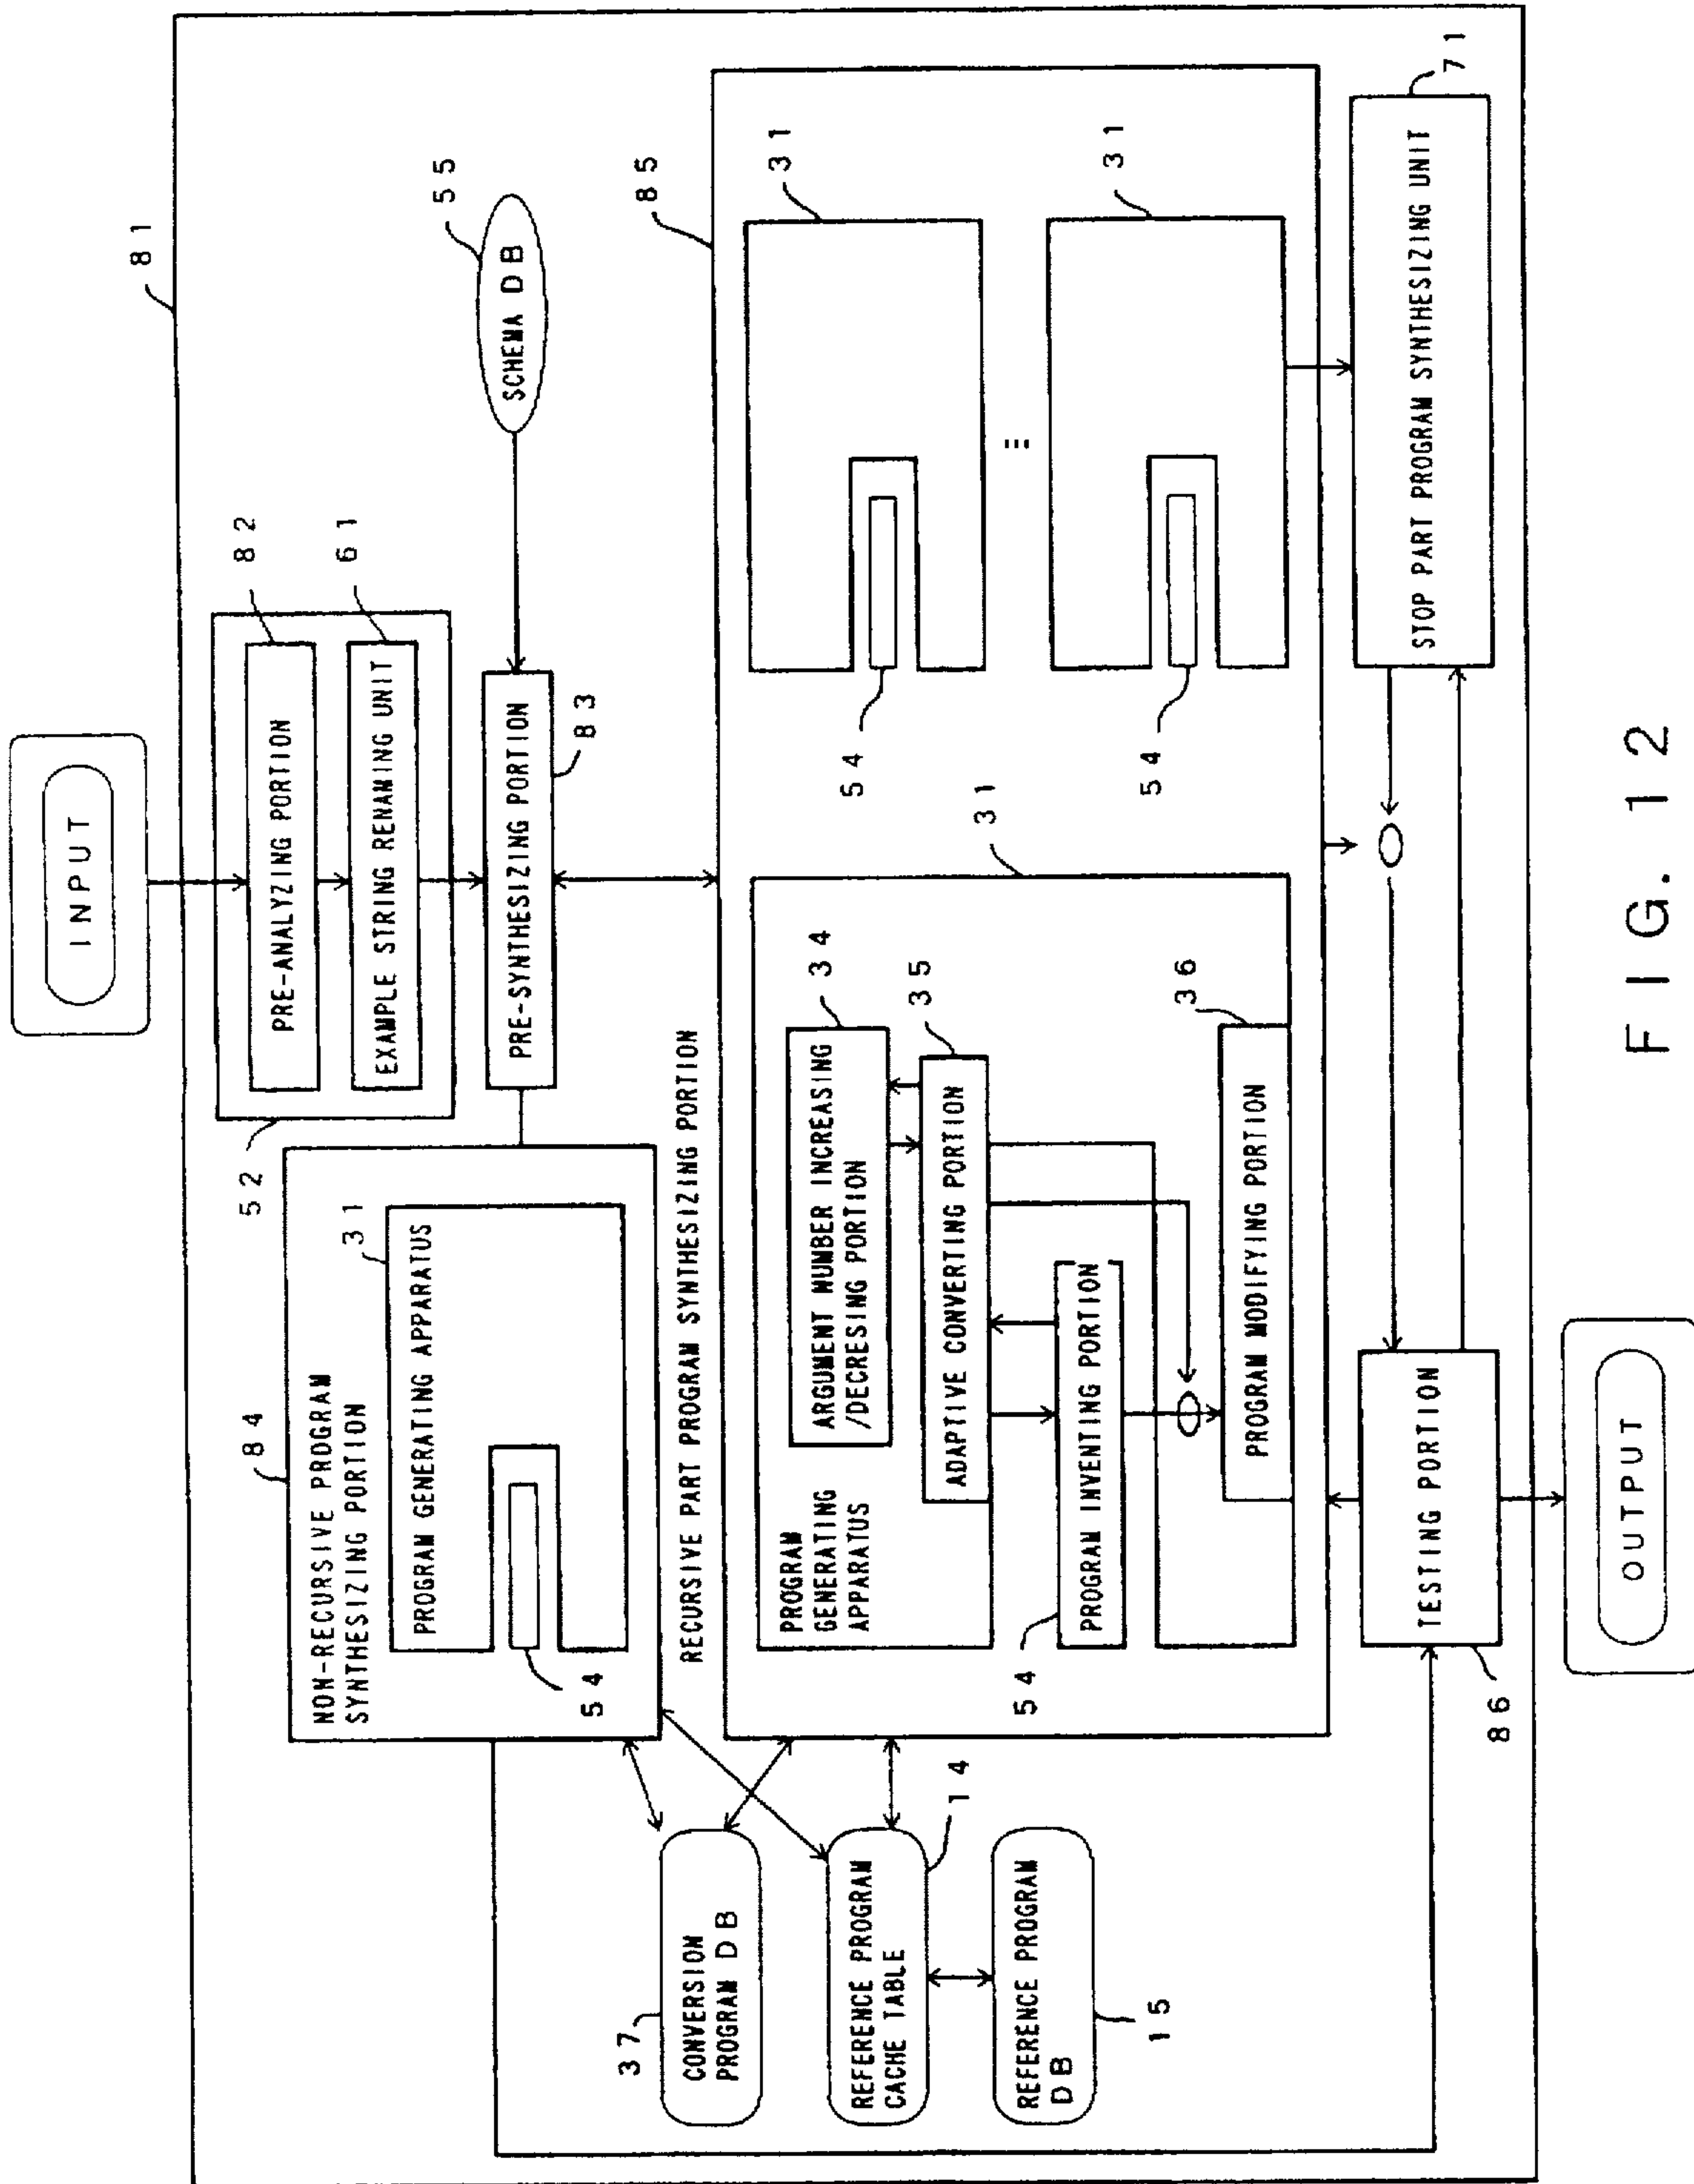 INPUT
81
PRE-ANALYZING PORTION
82
EXAMPLE STRING RENAMING UNIT
61
52
SCHEMA DB
55
PRE-SYNTHESIZING PORTION
83
84
NON-RECURSIVE PROGRAM
SYNTHESIZING PORTION
PROGRAM GENERATING APPARATUS
31
54
37
CONVERSION
PROGRAM DB
REFERENCE PROGRAM
CACHE TABLE
14
REFERENCE PROGRAM
DB
15
RECURSIVE PART PROGRAM SYNTHESIZING PORTION
85
PROGRAM
GENERATING
APPARATUS
31
ARGUMENT NUMBER INCREASING
/DECRESING PORTION
34
ADAPTIVE CONVERTING PORTION
35
PROGRAM INVENTING PORTION
54
PROGRAM MODIFYING PORTION
36
31
54
31
54
STOP PART PROGRAM SYNTHESIZING UNIT
71
TESTING PORTION
86
OUTPUT
FIG. 12